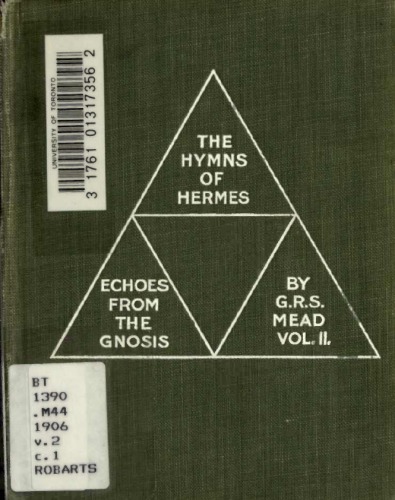 UNIVERSITY OF TORONTO
3 1761 01317356 2
THE
HYMNS
OF
HERMES
ECHOES
FROM
THE
GNOSIS
BY
G.R.S.
MEAD
VOL. II.
BT
1390
.M44
1906
v.2
c.1
ROBARTS